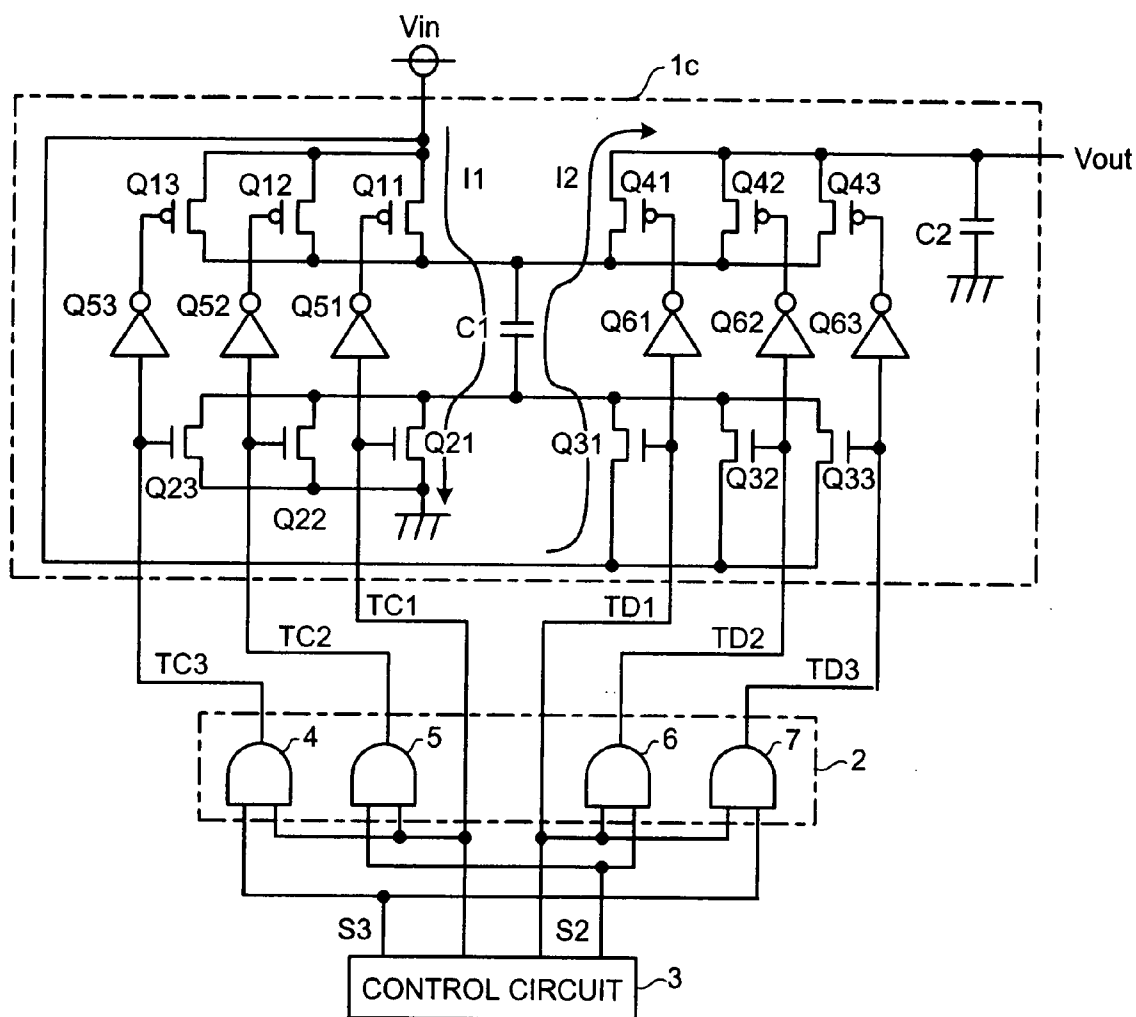 Vin
1c
Vout
Q13
Q12
Q11
I1
I2
Q41
Q42
Q43
C2
Q53
Q52
Q51
C1
Q61
Q62
Q63
Q23
Q22
Q21
Q31
Q32
Q33
TC1
TD1
TC2
TD2
TC3
TD3
4
5
6
7
2
S3
S2
CONTROL CIRCUIT
3